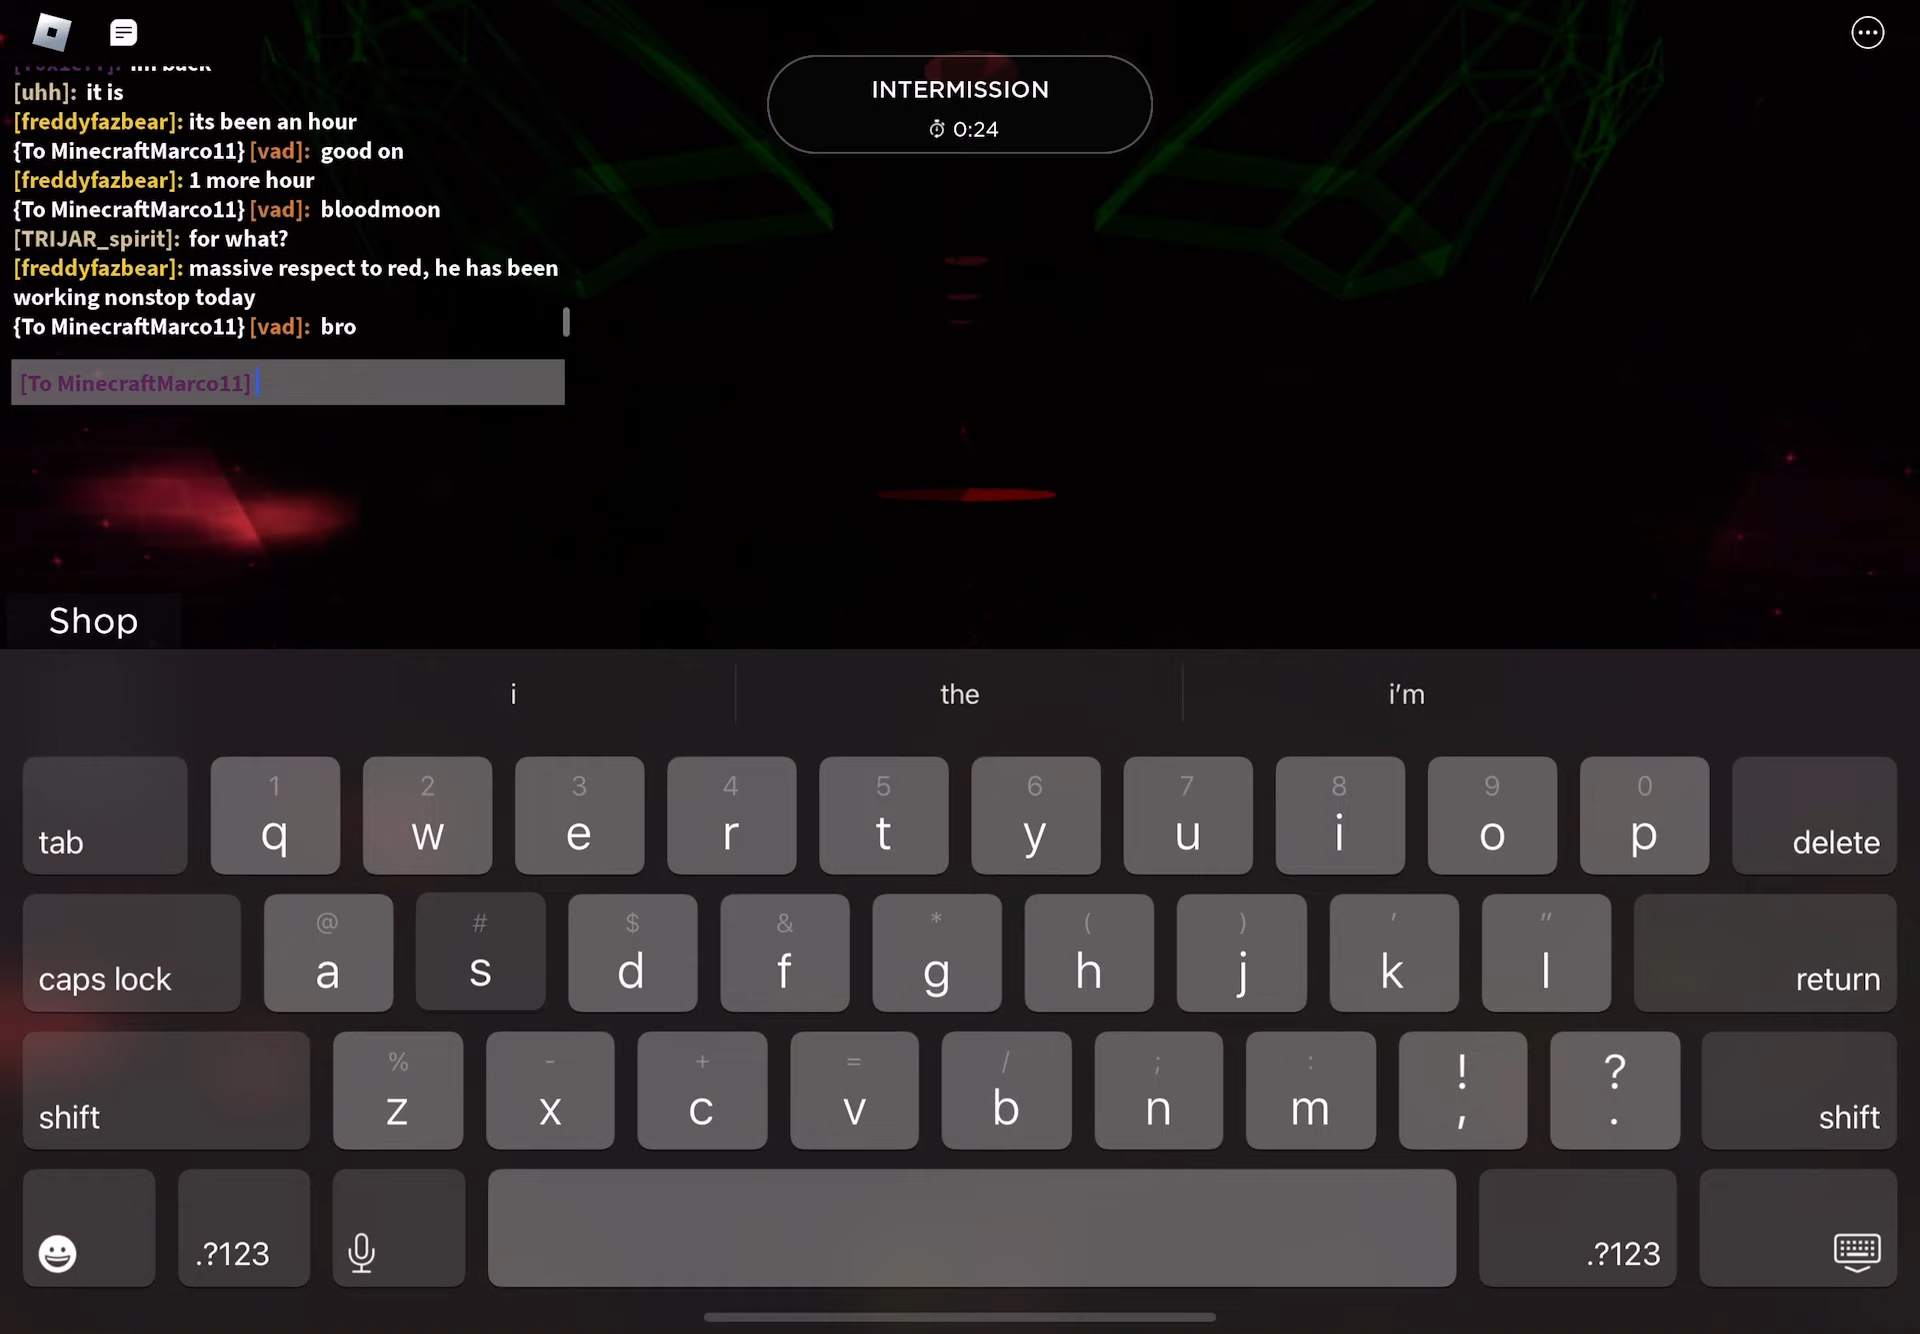 im back
[uhh]: it is
[freddyfazbear]: its been an hour
{To MinecraftMarco11} [vad]: good on
[freddyfazbear]: 1 more hour
{To MinecraftMarco11} [vad]: bloodmoon
[TRIJAR_spirit]: for what?
[freddyfazbear]: massive respect to red, he has been
working nonstop today
{To MinecraftMarco11} [vad]: bro
[To MinecraftMarco11]
INTERMISSION
0:24
Shop
i the i'm
1 2 3 4 5 6 7 8 9 0
tab q w e r t y u i o p delete
@ # $ & * ( ) ' "
caps lock a s d f g h j k l return
% - + = / ; : ! ?
shift z x c v b n m , . shift
.?123 .?123